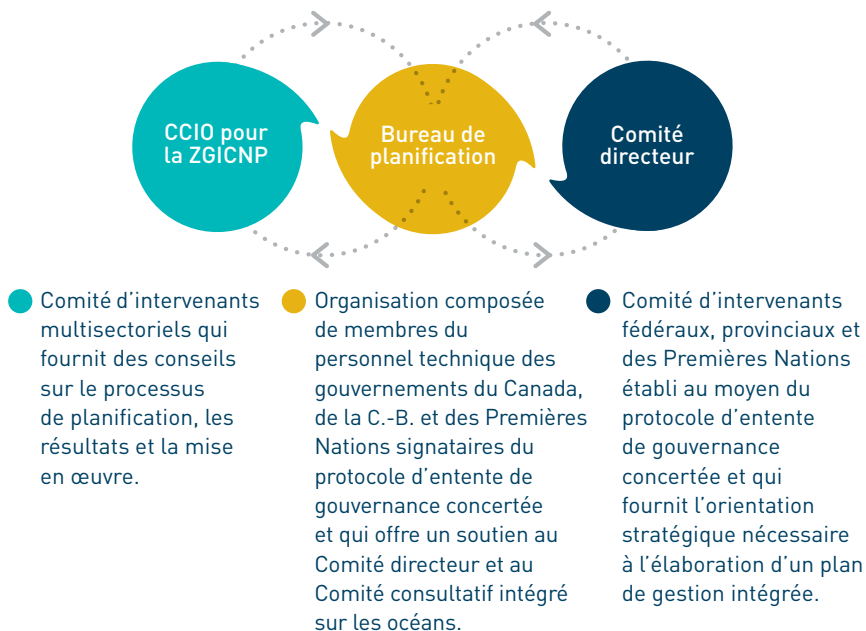 CCIO pour
la ZGICNP
Bureau de
planification
Comité
directeur
Comité d’intervenants
multisectoriels qui
fournit des conseils
sur le processus
de planification, les
résultats et la mise
en œuvre.
Organisation composée
de membres du
personnel technique des
gouvernements du Canada,
de la C.-B. et des Premières
Nations signataires du
protocole d’entente de
gouvernance concertée
et qui offre un soutien au
Comité directeur et au
Comité consultatif intégré
sur les océans.
Comité d’intervenants
fédéraux, provinciaux et
des Premières Nations
établi au moyen du
protocole d’entente
de gouvernance
concertée et qui
fournit l’orientation
stratégique nécessaire
à l’élaboration d’un plan
de gestion intégrée.